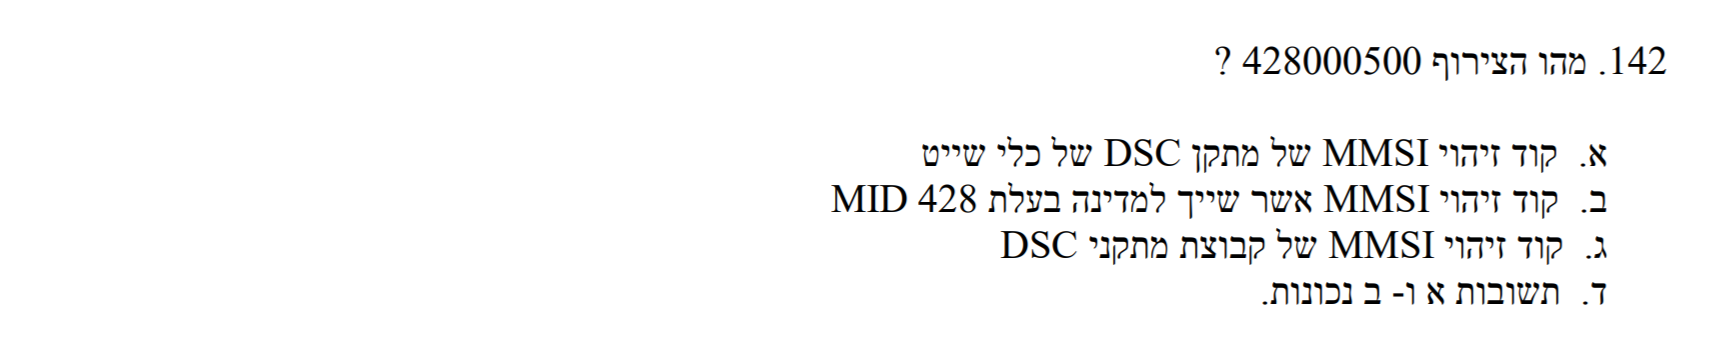 142. מהו הצירוף 428000500 ?
א. קוד זיהוי MMSI של מתקן DSC של כלי שייט
ב. קוד זיהוי MMSI אשר שייך למדינה בעלת MID 428
ג. קוד זיהוי MMSI של קבוצת מתקני DSC
ד. תשובות א ו- ב נכונות.